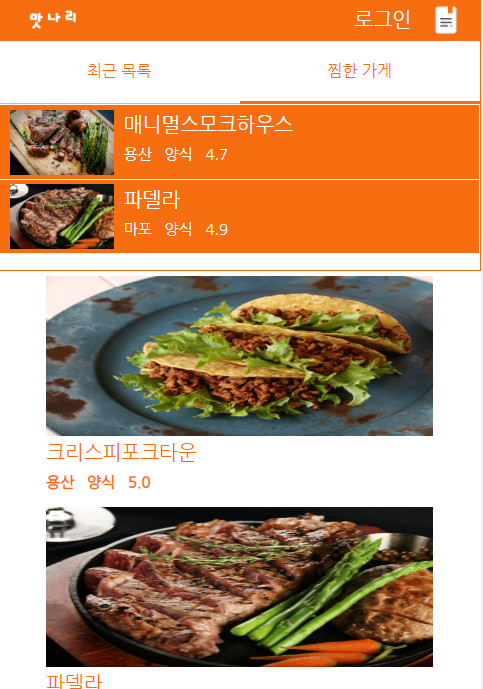 맛나리
로그인
최근 목록 찜한 가게
매니멀스모크하우스
용산 양식 4.7
파델라
마포 양식 4.9
크리스피포크타운
용산 양식 5.0
파델라